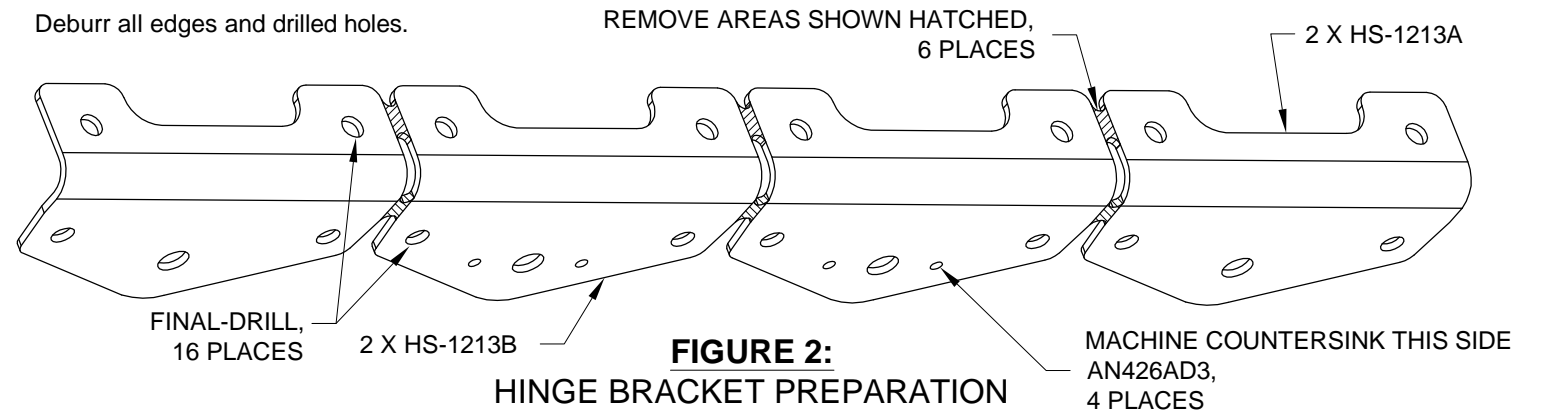 Deburr all edges and drilled holes.
REMOVE AREAS SHOWN HATCHED,
6 PLACES
2 X HS-1213A
FINAL-DRILL,
16 PLACES
2 X HS-1213B
FIGURE 2:
HINGE BRACKET PREPARATION
MACHINE COUNTERSINK THIS SIDE
AN426AD3,
4 PLACES